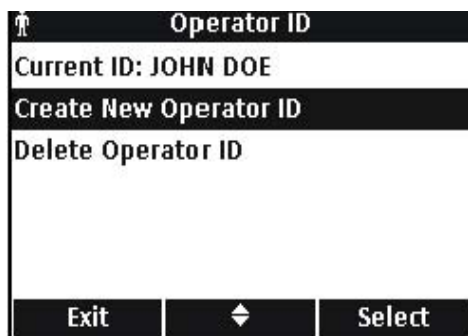 Operator ID
Current ID: JOHN DOE
Create New Operator ID
Delete Operator ID
Exit Select